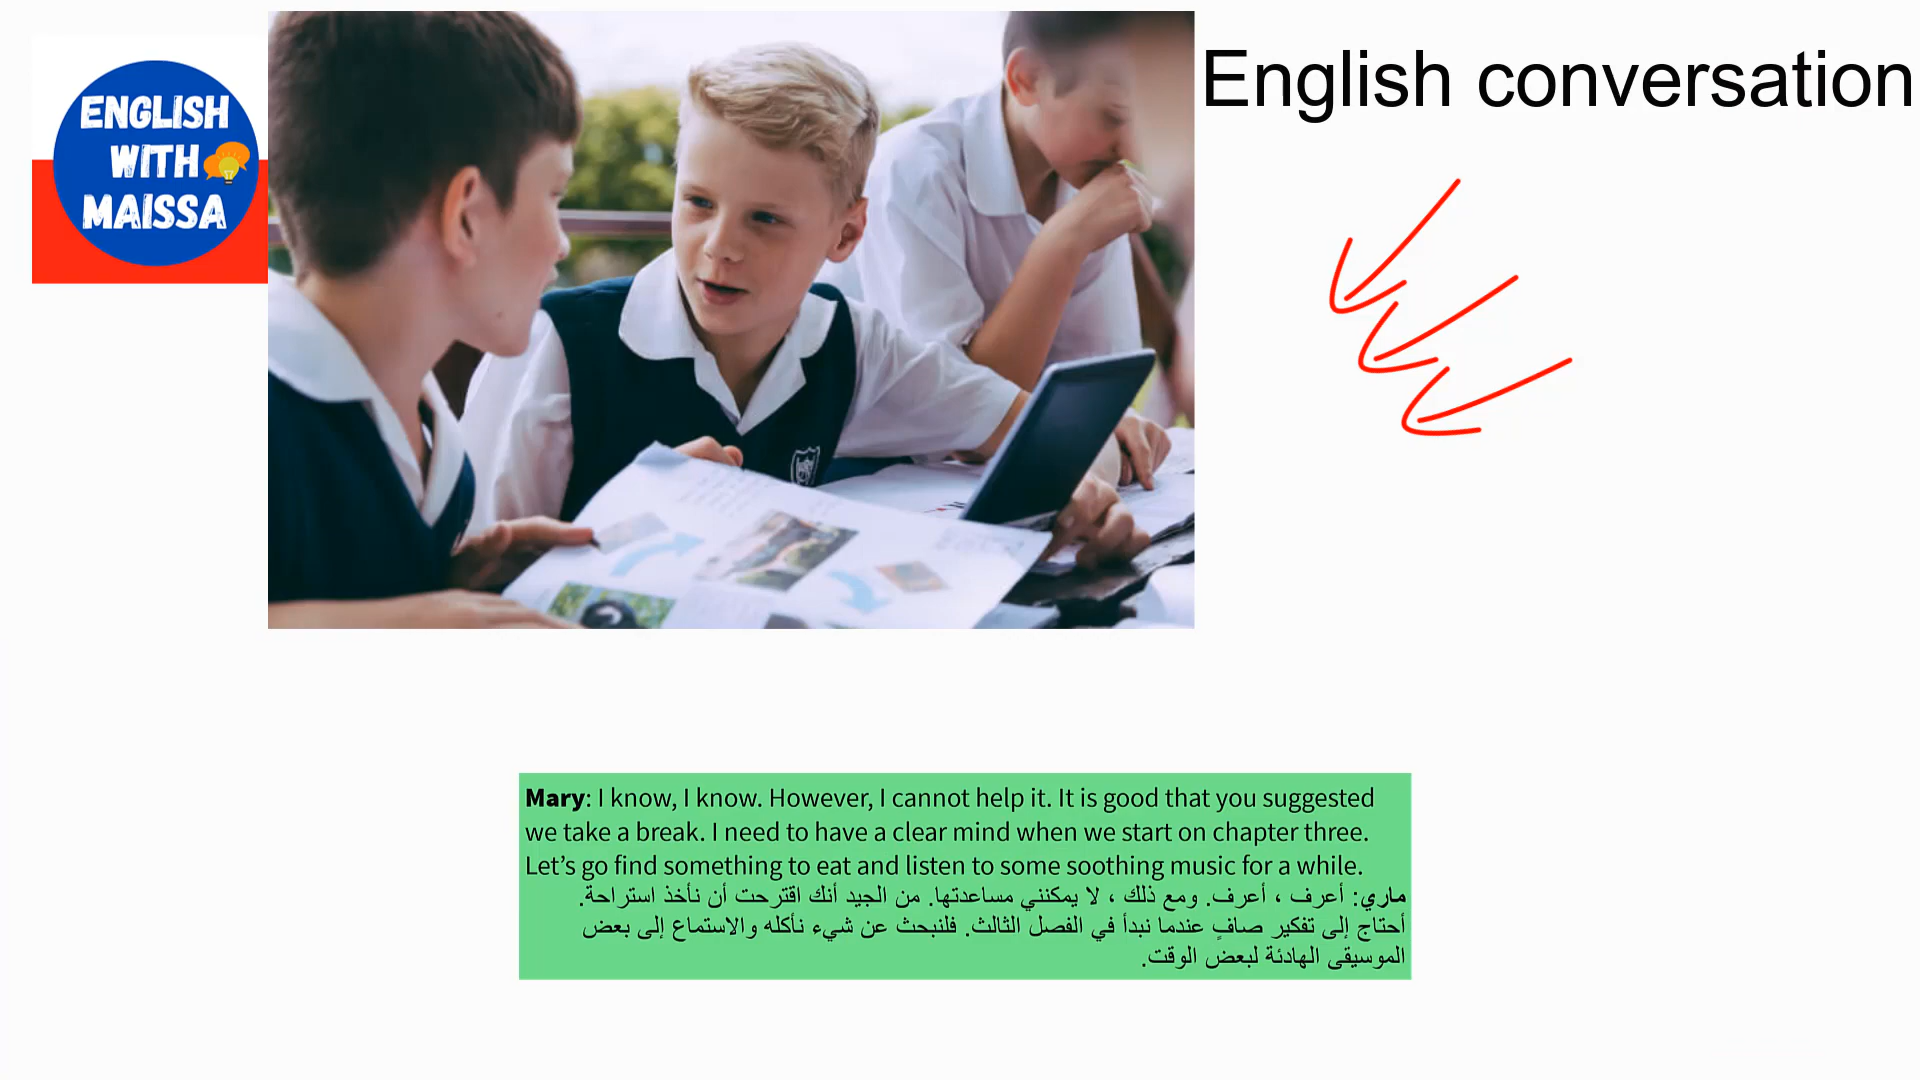 ENGLISH
WITH
MAISSA
English conversation
Mary: I know, I know. However, I cannot help it. It is good that you suggested
we take a break. I need to have a clear mind when we start on chapter three.
Let’s go find something to eat and listen to some soothing music for a while.
ماري: أعرف ، أعرف. ومع ذلك ، لا يمكنني مساعدتها. من الجيد أنك اقترحت أن نأخذ استراحة.
أحتاج إلى تفكير صافٍ عندما نبدأ في الفصل الثالث. فلنبحث عن شيء نأكله والاستماع إلى بعض
الموسيقى الهادئة لبعض الوقت.